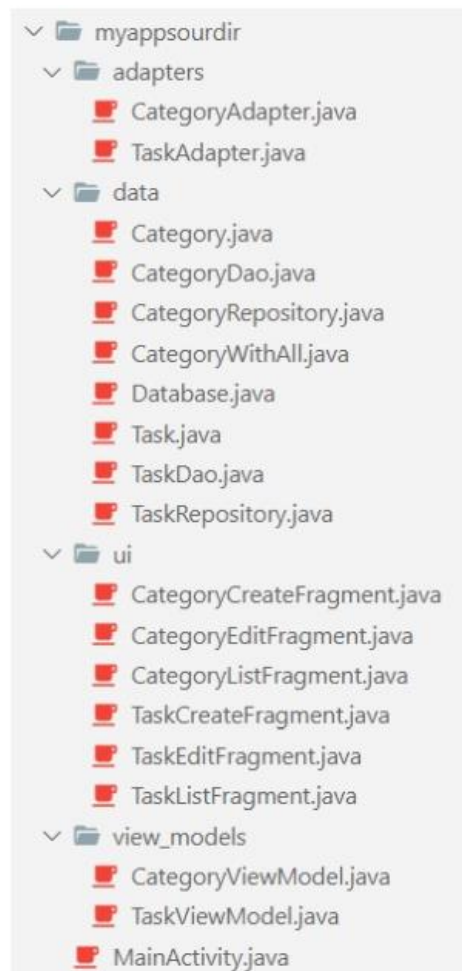 myappsourdir
adapters
CategoryAdapter.java
TaskAdapter.java
data
Category.java
CategoryDao.java
CategoryRepository.java
CategoryWithAll.java
Database.java
Task.java
TaskDao.java
TaskRepository.java
ui
CategoryCreateFragment.java
CategoryEditFragment.java
CategoryListFragment.java
TaskCreateFragment.java
TaskEditFragment.java
TaskListFragment.java
view_models
CategoryViewModel.java
TaskViewModel.java
MainActivity.java